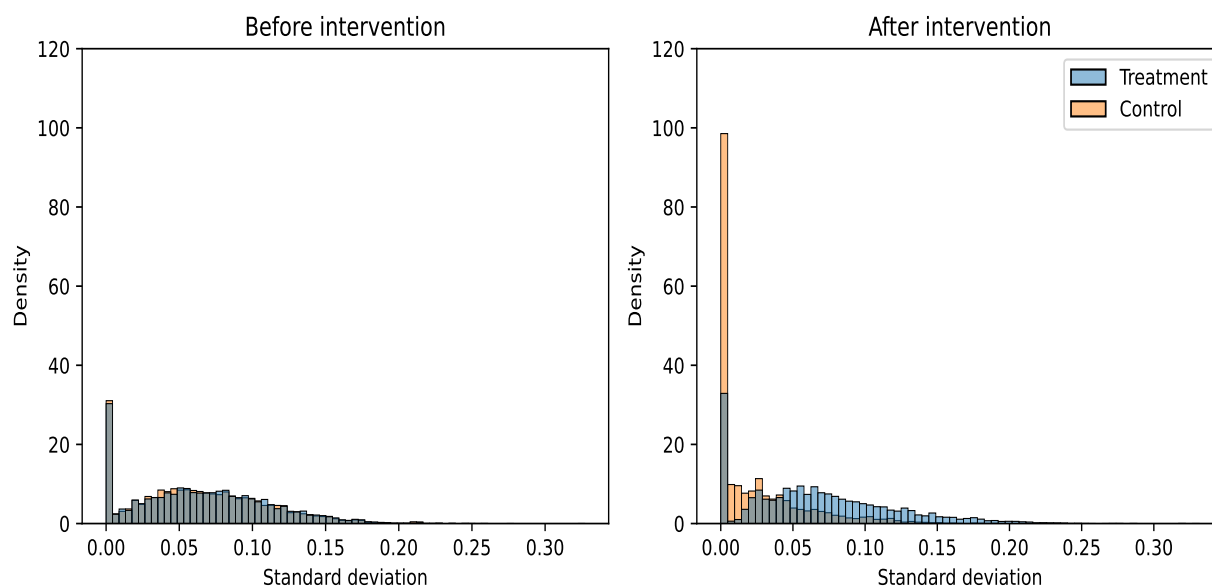 Before intervention
120
100
80
60
40
20
0
Density
0.00 0.05 0.10 0.15 0.20 0.25 0.30
Standard deviation
After intervention
Treatment
Control
120
100
80
60
40
20
0
Density
0.00 0.05 0.10 0.15 0.20 0.25 0.30
Standard deviation